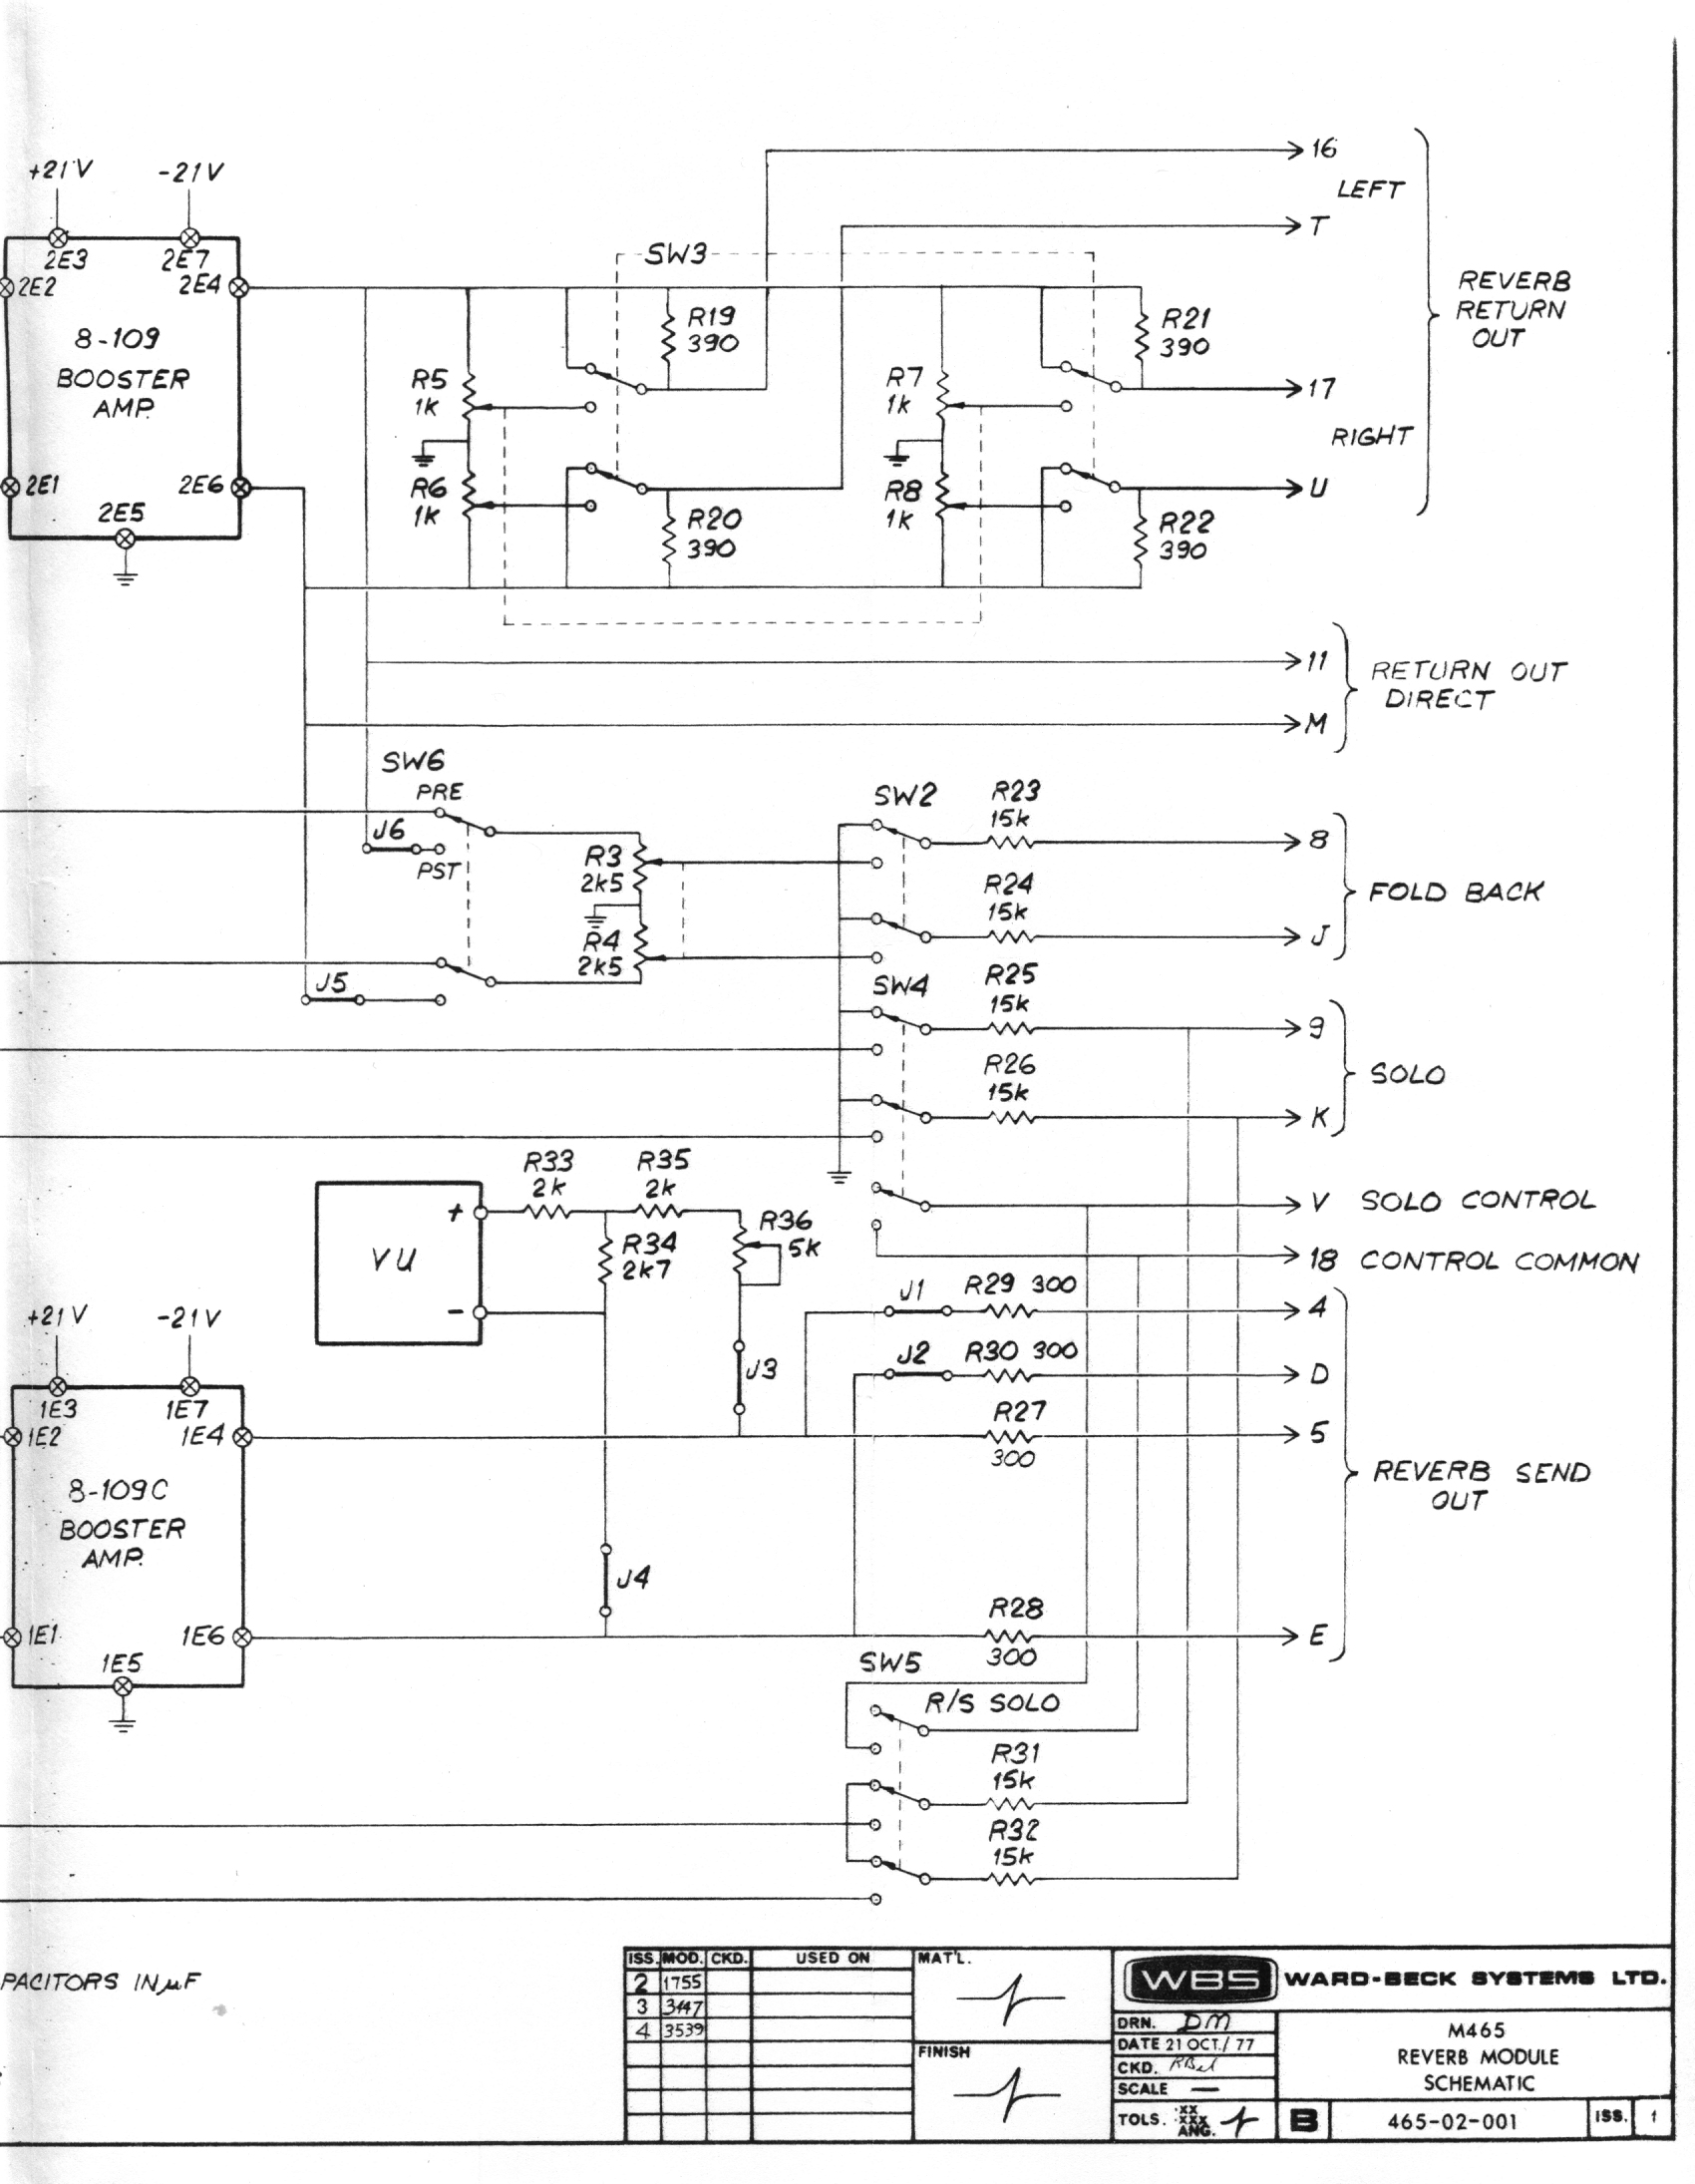 16
LEFT
T
+21V
-21V
2E3
2E7
2E2
2E4
SW3
8-109
BOOSTER
AMP.
R19
390
R21
390
REVERB
RETURN
OUT
R5
1k
R7
1k
17
RIGHT
2E1
2E6
R6
1k
R8
1k
U
2E5
R20
390
R22
390
11
RETURN OUT
DIRECT
M
SW6
PRE
J6
PST
R3
2k5
R4
2k5
J5
SW2
R23
15k
8
R24
15k
FOLD BACK
J
SW4
R25
15k
9
R26
15k
SOLO
K
R33
2k
R35
2k
VU
+
-
R34
2k7
R36
5k
V SOLO CONTROL
18 CONTROL COMMON
J1
R29 300
4
J2
R30 300
D
J3
+21V
-21V
1E3
1E7
1E2
1E4
R27
300
5
8-109C
BOOSTER
AMP.
REVERB SEND
OUT
J4
1E1
1E6
R28
300
E
1E5
SW5
R/S SOLO
R31
15k
R32
15k
PACITORS IN µF
ISS. MOD. CKD. USED ON
2 1755
3 3447
4 3539
MAT'L.
FINISH
WBS WARD-BECK SYSTEMS LTD.
DRN. DM
DATE 21 OCT./77
CKD.
SCALE —
TOLS. .XX
.XXX
ANG.
M465
REVERB MODULE
SCHEMATIC
B 465-02-001 ISS. 1